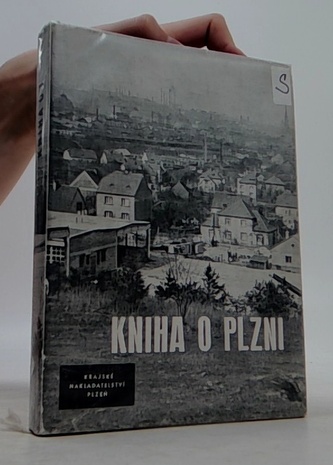 S
KNIHA O PLZNI
KRAJSKÉ
NAKLADATELSTVÍ
PLZEŇ